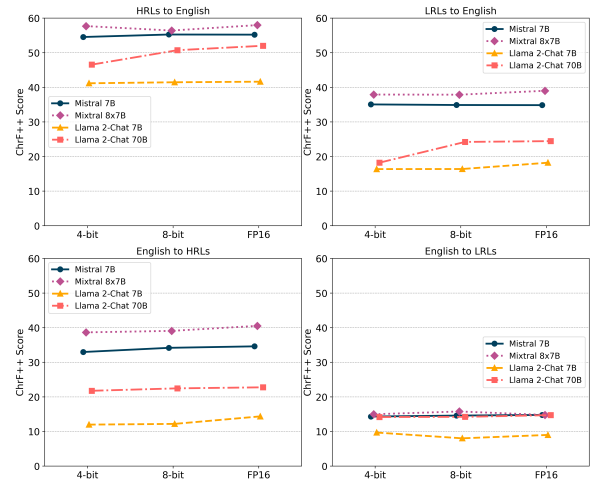 HRLs to English
60
50
40
30
20
10
0
ChrF++ Score
Mistral 7B
Mixtral 8x7B
Llama 2-Chat 7B
Llama 2-Chat 70B
4-bit
8-bit
FP16
LRLs to English
60
50
40
30
20
10
0
ChrF++ Score
Mistral 7B
Mixtral 8x7B
Llama 2-Chat 7B
Llama 2-Chat 70B
4-bit
8-bit
FP16
English to HRLs
60
50
40
30
20
10
0
ChrF++ Score
Mistral 7B
Mixtral 8x7B
Llama 2-Chat 7B
Llama 2-Chat 70B
4-bit
8-bit
FP16
English to LRLs
60
50
40
30
20
10
0
ChrF++ Score
Mistral 7B
Mixtral 8x7B
Llama 2-Chat 7B
Llama 2-Chat 70B
4-bit
8-bit
FP16